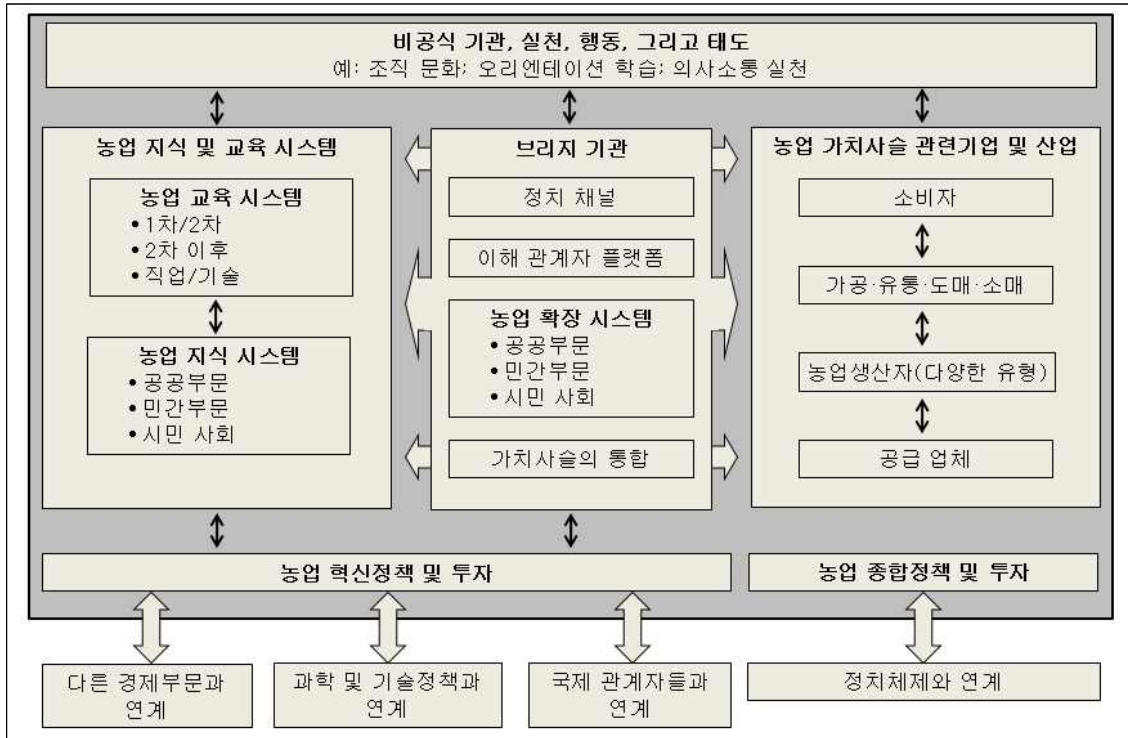 비공식 기관, 실천, 행동, 그리고 태도
예: 조직 문화; 오리엔테이션 학습; 의사소통 실천
농업 지식 및 교육 시스템
농업 교육 시스템
• 1차/2차
• 2차 이후
• 직업/기술
농업 지식 시스템
• 공공부문
• 민간부문
• 시민 사회
브리지 기관
정치 채널
이해 관계자 플랫폼
농업 확장 시스템
• 공공부문
• 민간부문
• 시민 사회
가치사슬의 통합
농업 가치사슬 관련기업 및 산업
소비자
가공·유통·도매·소매
농업생산자(다양한 유형)
공급 업체
농업 혁신정책 및 투자
농업 종합정책 및 투자
다른 경제부문과
연계
과학 및 기술정책과
연계
국제 관계자들과
연계
정치체제와 연계